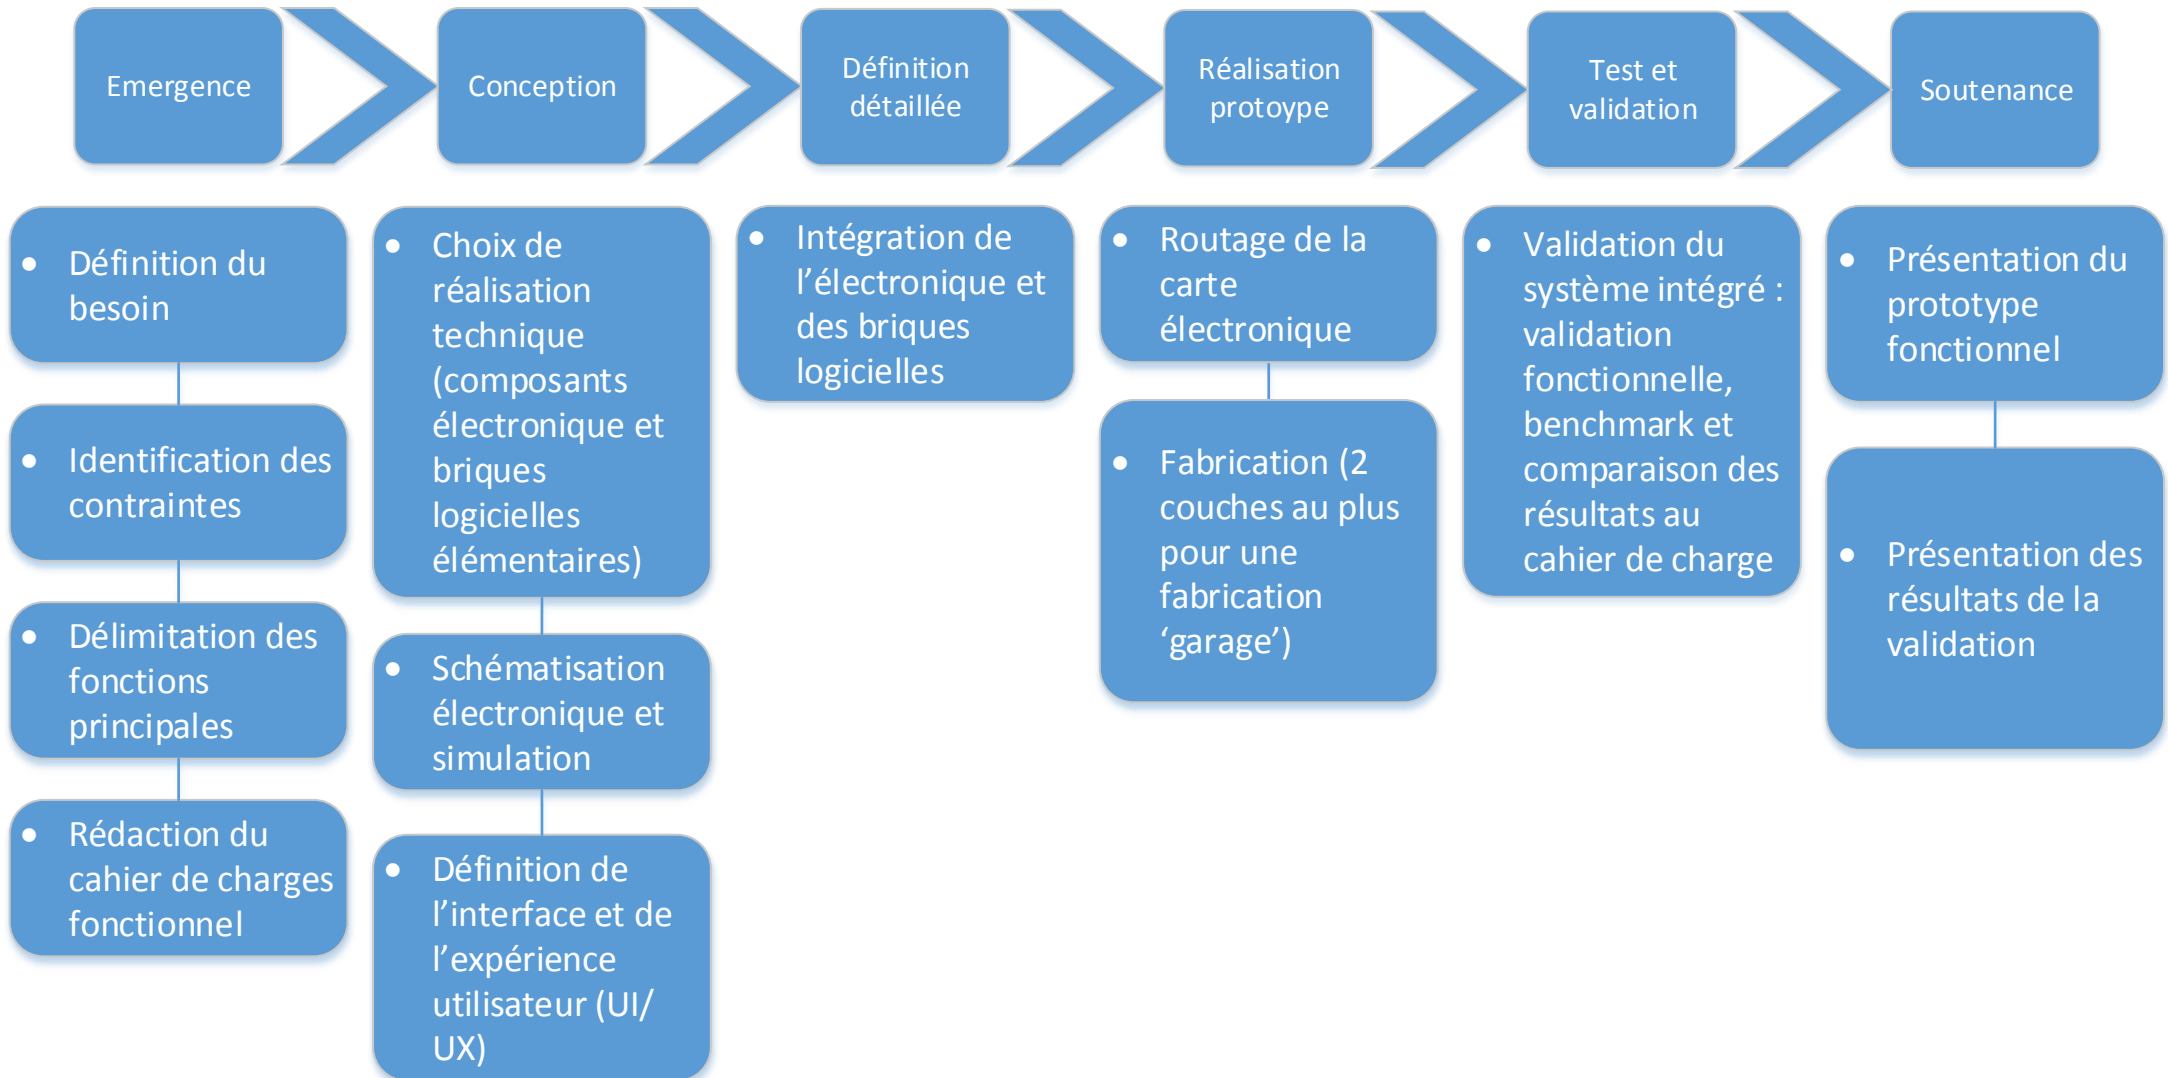 Emergence
Conception
Définition
détaillée
Réalisation
protoype
Test et
validation
Soutenance
• Définition du
besoin
• Identification des
contraintes
• Délimitation des
fonctions
principales
• Rédaction du
cahier de charges
fonctionnel
• Choix de
réalisation
technique
(composants
électronique et
briques
logicielles
élémentaires)
• Schématisation
électronique et
simulation
• Définition de
l’interface et de
l’expérience
utilisateur (UI/
UX)
• Intégration de
l’électronique et
des briques
logicielles
• Routage de la
carte
électronique
• Fabrication (2
couches au plus
pour une
fabrication
‘garage’)
• Validation du
système intégré :
validation
fonctionnelle,
benchmark et
comparaison des
résultats au
cahier de charge
• Présentation du
prototype
fonctionnel
• Présentation des
résultats de la
validation